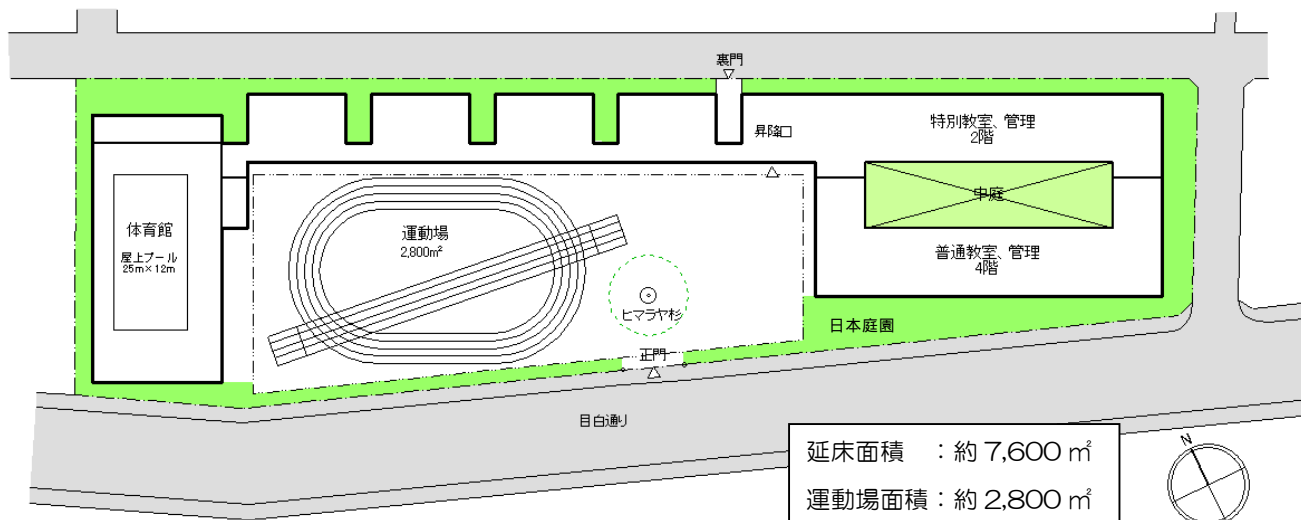 裏門
昇降口
特別教室、管理
2階
中庭
体育館
屋上プール
25m×12m
運動場
2,800㎡
普通教室、管理
4階
ヒマラヤ杉
日本庭園
正門
目白通り
延床面積 :約 7,600 ㎡
運動場面積:約 2,800 ㎡
N